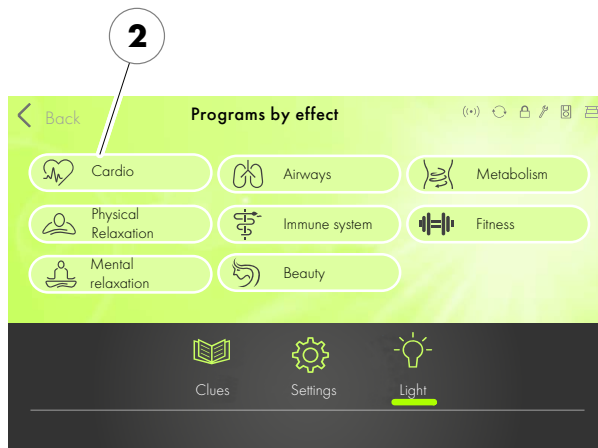 2
Back
Programs by effect
Cardio
Airways
Metabolism
Physical
Relaxation
Immune system
Fitness
Mental
relaxation
Beauty
Clues
Settings
Light